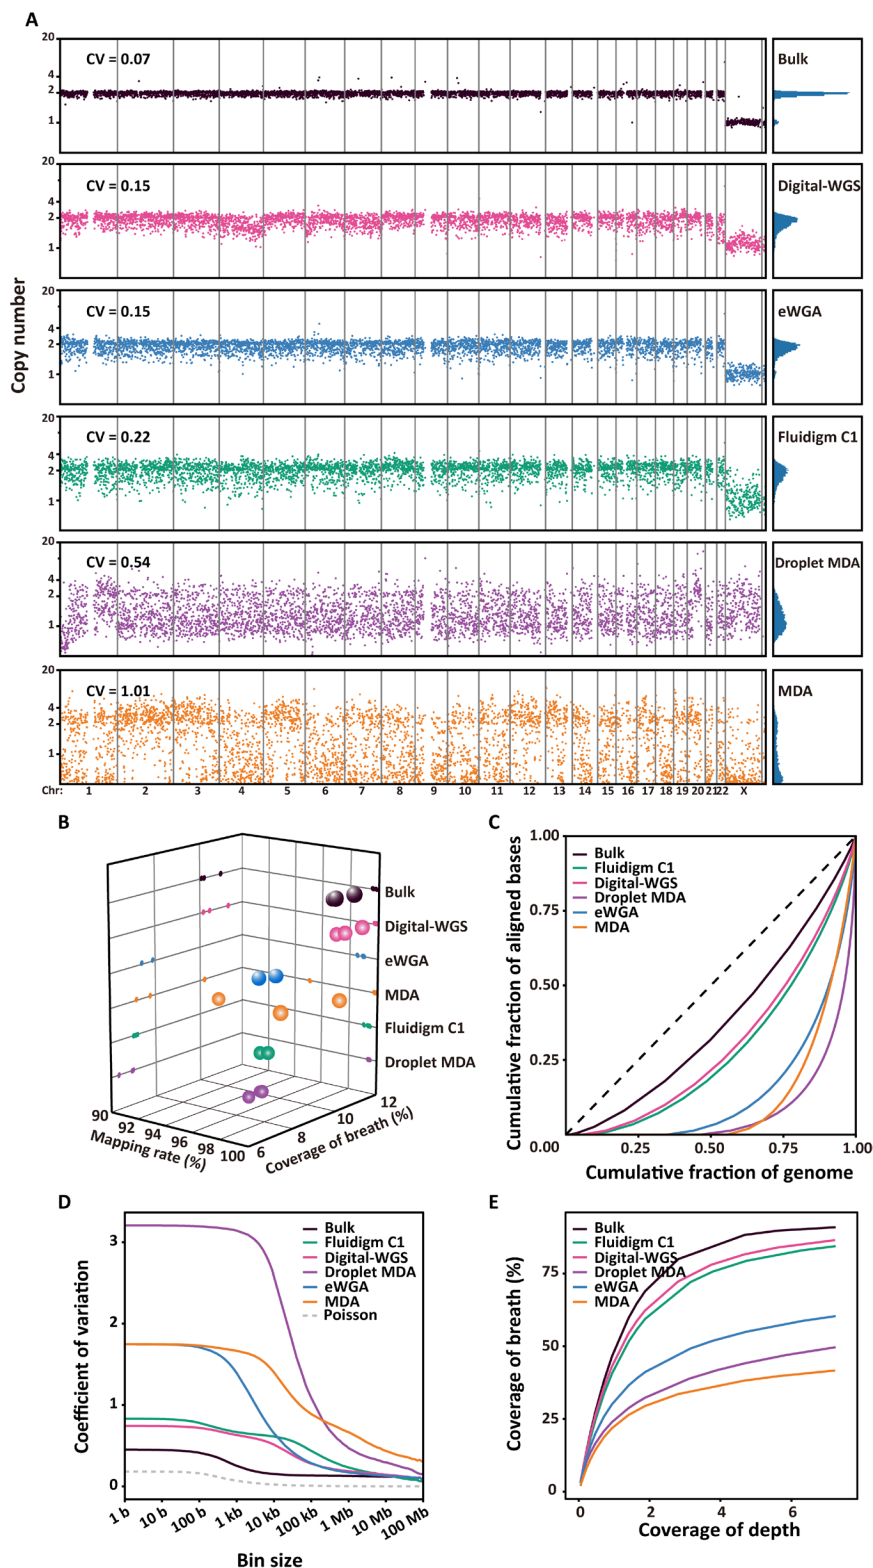 A
20
4
2
1
CV = 0.07
Bulk
20
4
2
1
CV = 0.15
Digital-WGS
20
4
2
1
CV = 0.15
eWGA
Copy number
20
4
2
1
CV = 0.22
Fluidigm C1
20
4
2
1
CV = 0.54
Droplet MDA
20
4
2
1
CV = 1.01
MDA
Chr: 1 2 3 4 5 6 7 8 9 10 11 12 13 14 15 16 17 18 19 20 21 22 X
B
Bulk
Digital-WGS
eWGA
MDA
Fluidigm C1
Droplet MDA
90 92 94 96 98 100
Mapping rate (%)
6 8 10 12
Coverage of breath (%)
C
1.00
0.75
0.50
0.25
0.00
Cumulative fraction of aligned bases
Bulk
Fluidigm C1
Digital-WGS
Droplet MDA
eWGA
MDA
0.25 0.50 0.75 1.00
Cumulative fraction of genome
D
3
2
1
0
Coefficient of variation
Bulk
Fluidigm C1
Digital-WGS
Droplet MDA
eWGA
MDA
Poisson
1 b 10 b 100 b 1 kb 10 kb 100 kb 1 Mb 10 Mb 100 Mb
Bin size
E
75
50
25
0
Coverage of breath (%)
Bulk
Fluidigm C1
Digital-WGS
Droplet MDA
eWGA
MDA
0 2 4 6
Coverage of depth